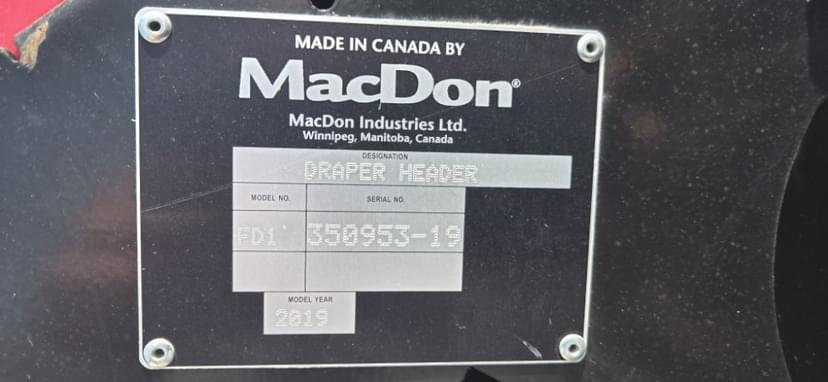 MADE IN CANADA BY
MacDon®
MacDon Industries Ltd.
Winnipeg, Manitoba, Canada
DESIGNATION
DRAPER HEADER
MODEL NO. SERIAL NO.
FD1 350953-19
MODEL YEAR
2019